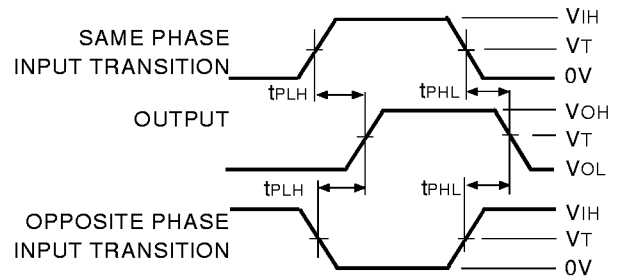 SAME PHASE
INPUT TRANSITION
VIH
VT
0V
tPLH
tPHL
OUTPUT
VOH
VT
VOL
tPLH
tPHL
OPPOSITE PHASE
INPUT TRANSITION
VIH
VT
0V